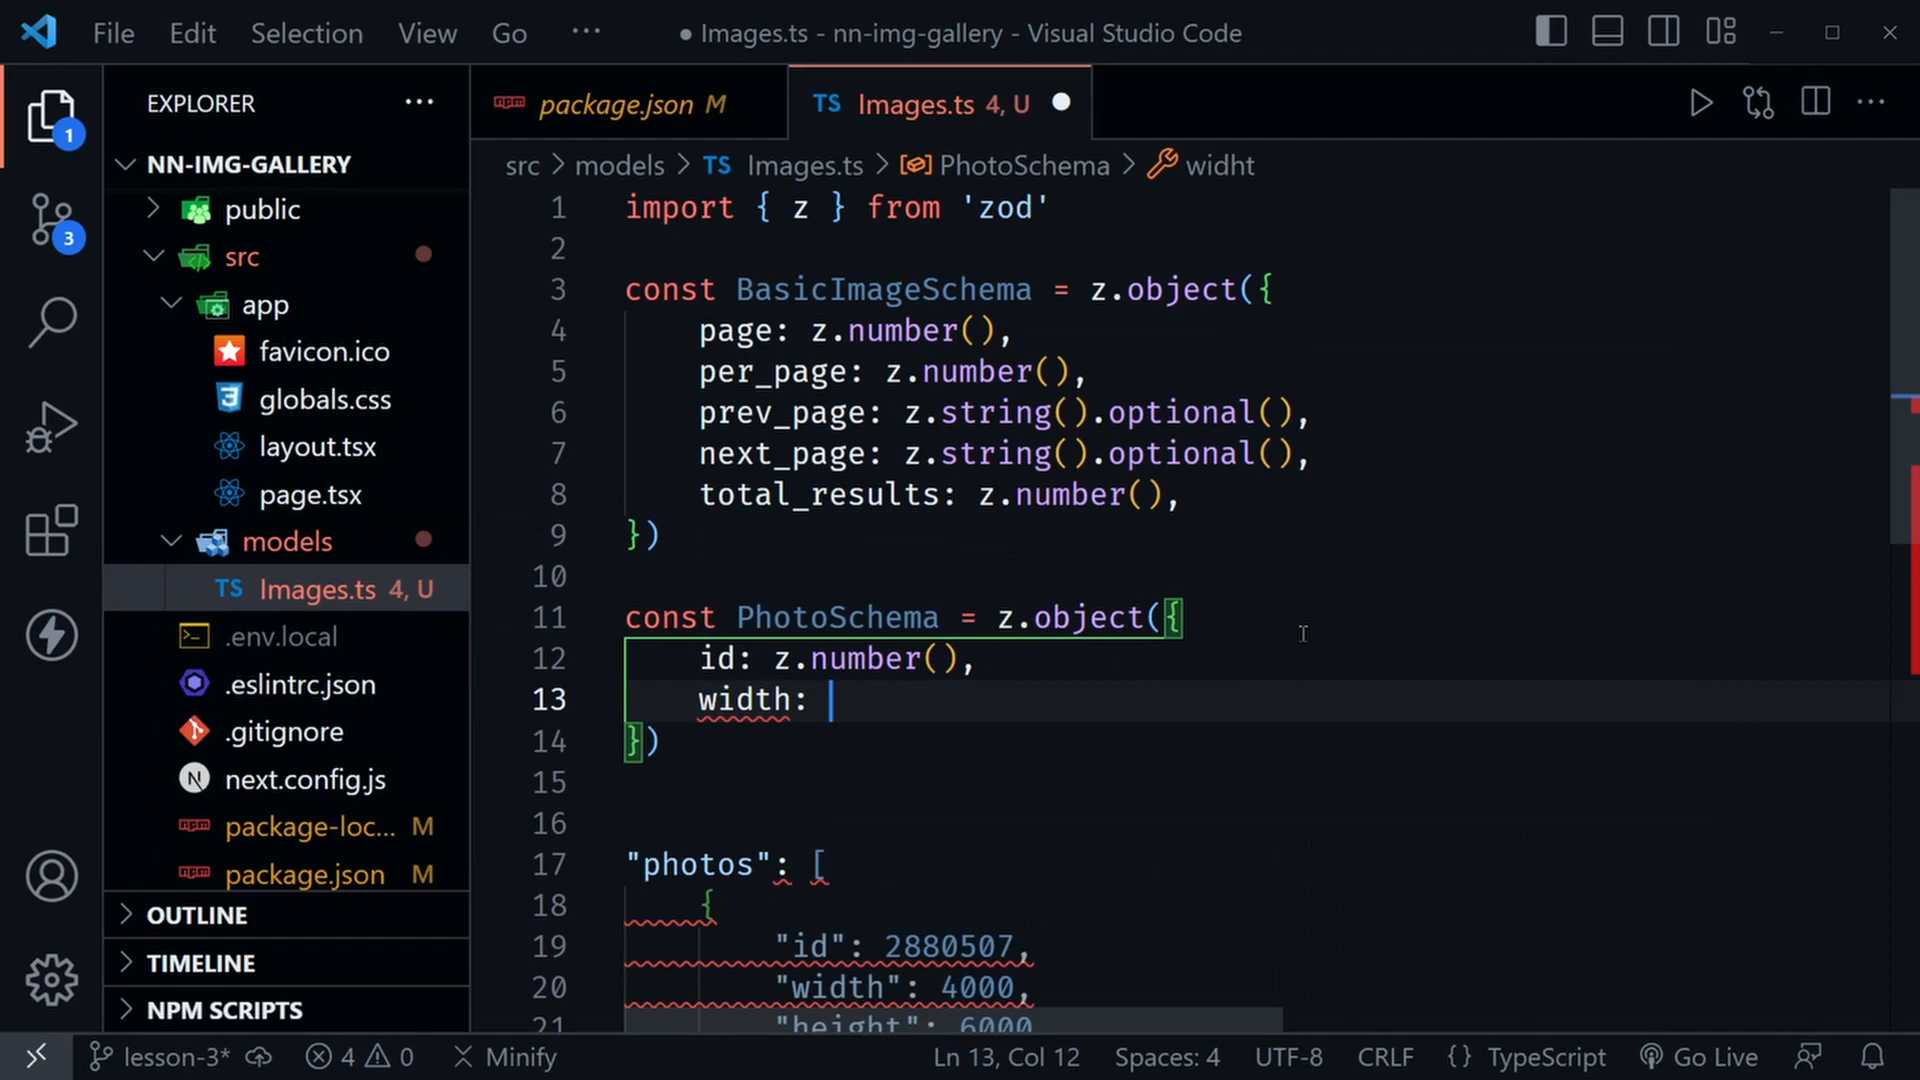 File Edit Selection View Go ··· ● Images.ts - nn-img-gallery - Visual Studio Code
EXPLORER ···
NN-IMG-GALLERY
public
src
app
favicon.ico
globals.css
layout.tsx
page.tsx
models
TS Images.ts 4, U
.env.local
.eslintrc.json
.gitignore
N next.config.js
package-loc... M
package.json M
OUTLINE
TIMELINE
NPM SCRIPTS
1
3
npm package.json M
TS Images.ts 4, U
src > models > TS Images.ts > PhotoSchema > widht
1 import { z } from 'zod'
2
3 const BasicImageSchema = z.object({
4 page: z.number(),
5 per_page: z.number(),
6 prev_page: z.string().optional(),
7 next_page: z.string().optional(),
8 total_results: z.number(),
9 })
10
11 const PhotoSchema = z.object({
12 id: z.number(),
13 width:
14 })
15
16
17 "photos": [
18 {
19 "id": 2880507,
20 "width": 4000,
21 "height": 6000
lesson-3* 4 0 Minify Ln 13, Col 12 Spaces: 4 UTF-8 CRLF { } TypeScript Go Live